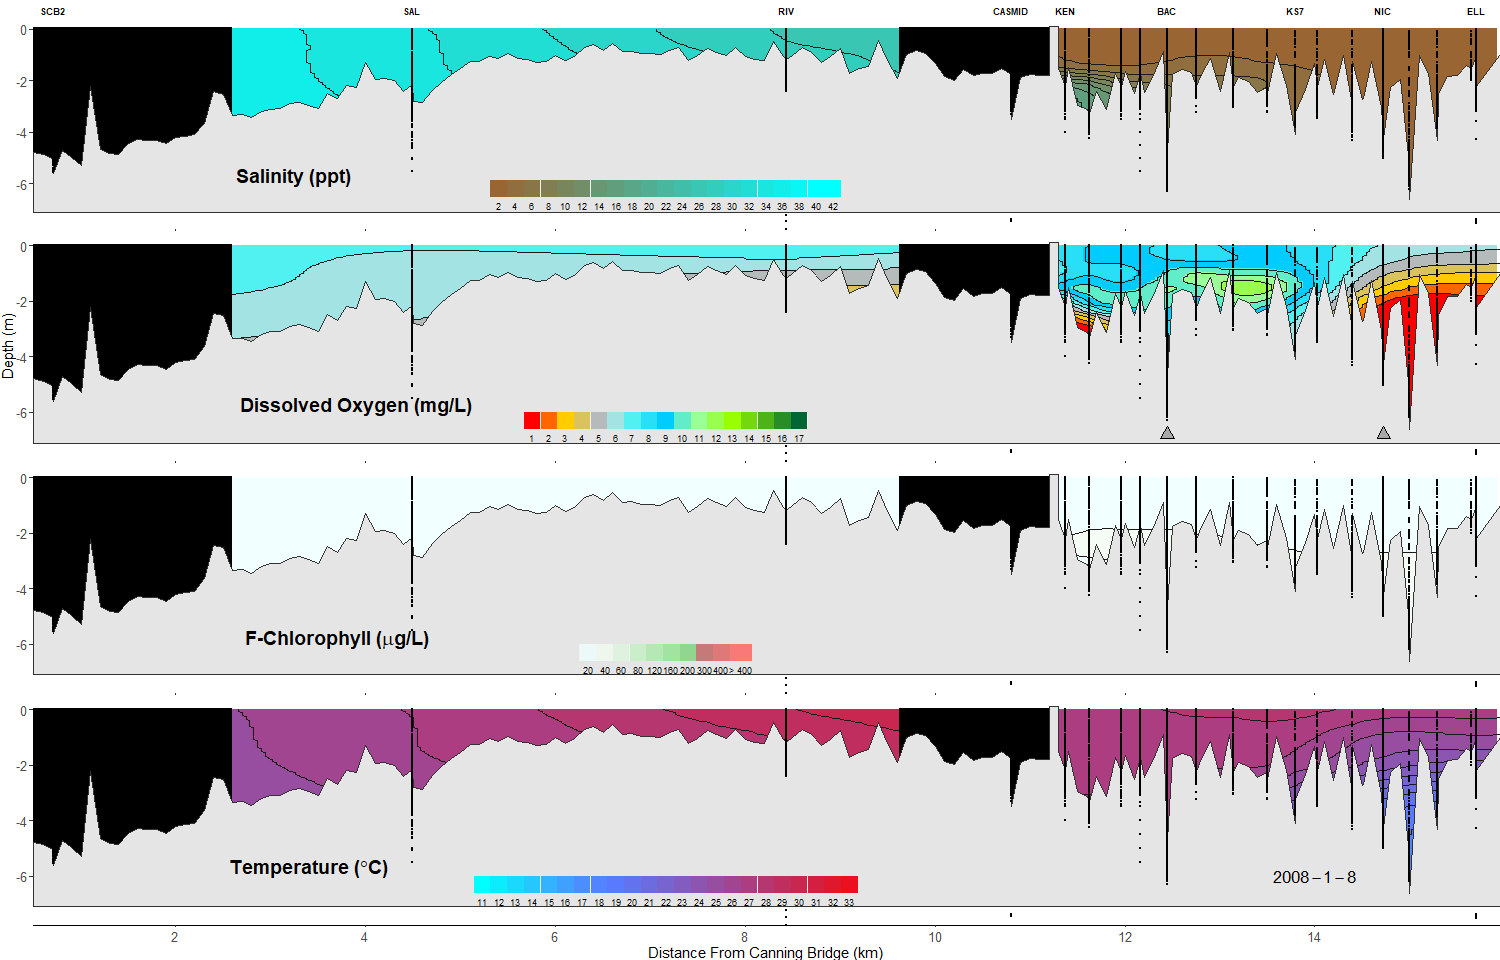 SCB2 SAL RIV CASMID KEN BAC KS7 NIC ELL
0
-2
-4
-6
Salinity (ppt)
2 4 6 8 10 12 14 16 18 20 22 24 26 28 30 32 34 36 38 40 42
0
-2
-4
-6
Dissolved Oxygen (mg/L)
1 2 3 4 5 6 7 8 9 10 11 12 13 14 15 16 17
Depth (m)
0
-2
-4
-6
F-Chlorophyll (µg/L)
20 40 60 80 120 160 200 300 400 > 400
0
-2
-4
-6
Temperature (°C)
2008 – 1 – 8
11 12 13 14 15 16 17 18 19 20 21 22 23 24 25 26 27 28 29 30 31 32 33
2 4 6 8 10 12 14
Distance From Canning Bridge (km)